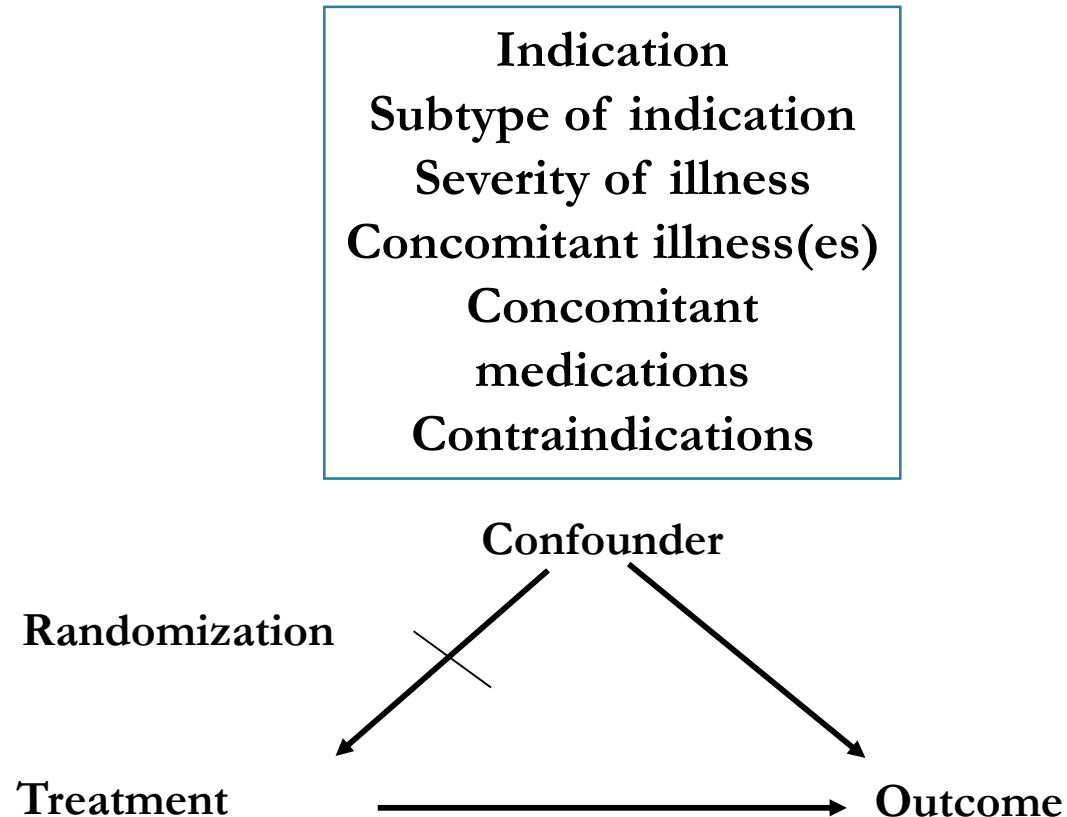 Indication
Subtype of indication
Severity of illness
Concomitant illness(es)
Concomitant
medications
Contraindications
Confounder
Randomization
Treatment
Outcome